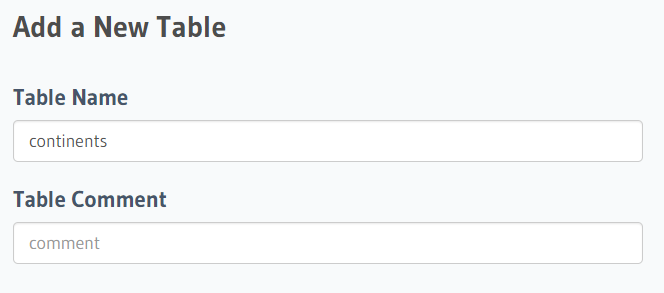 Add a New Table
Table Name
continents
Table Comment
comment